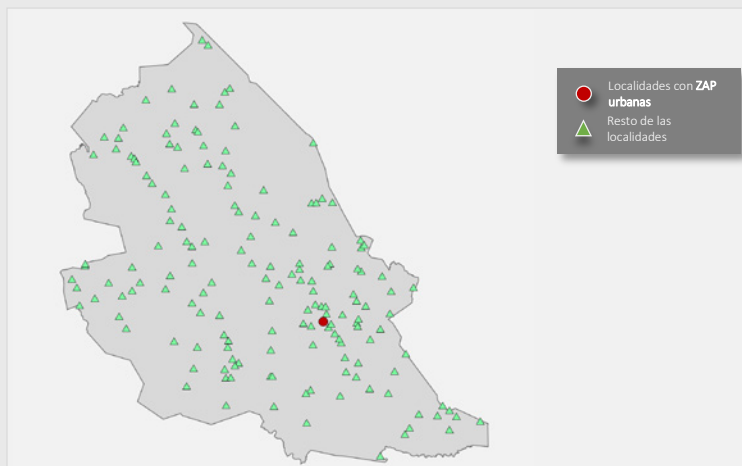 Localidades con ZAP
urbanas
Resto de las
localidades